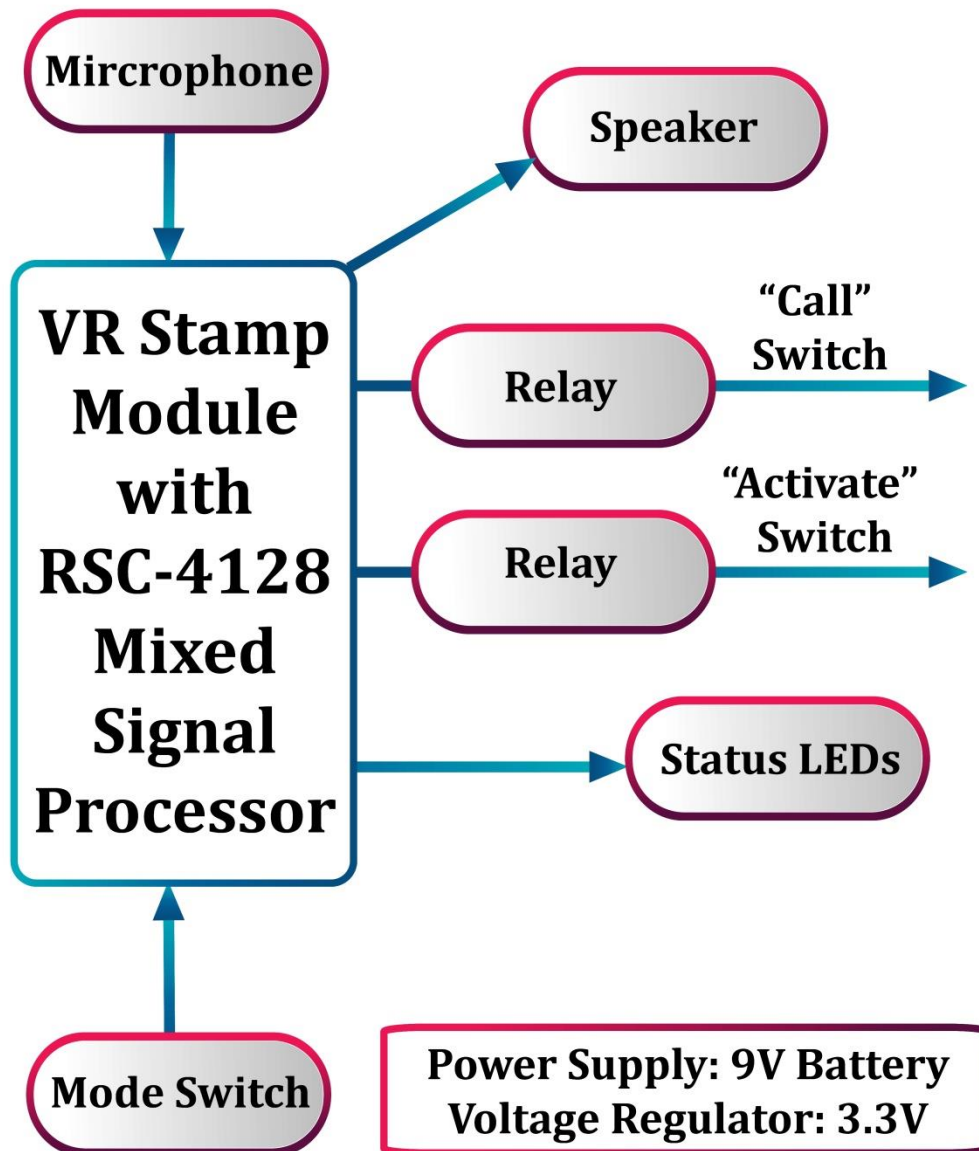 Mircrophone
Speaker
VR Stamp
Module
with
RSC-4128
Mixed
Signal
Processor
Relay
“Call”
Switch
Relay
“Activate”
Switch
Status LEDs
Mode Switch
Power Supply: 9V Battery
Voltage Regulator: 3.3V